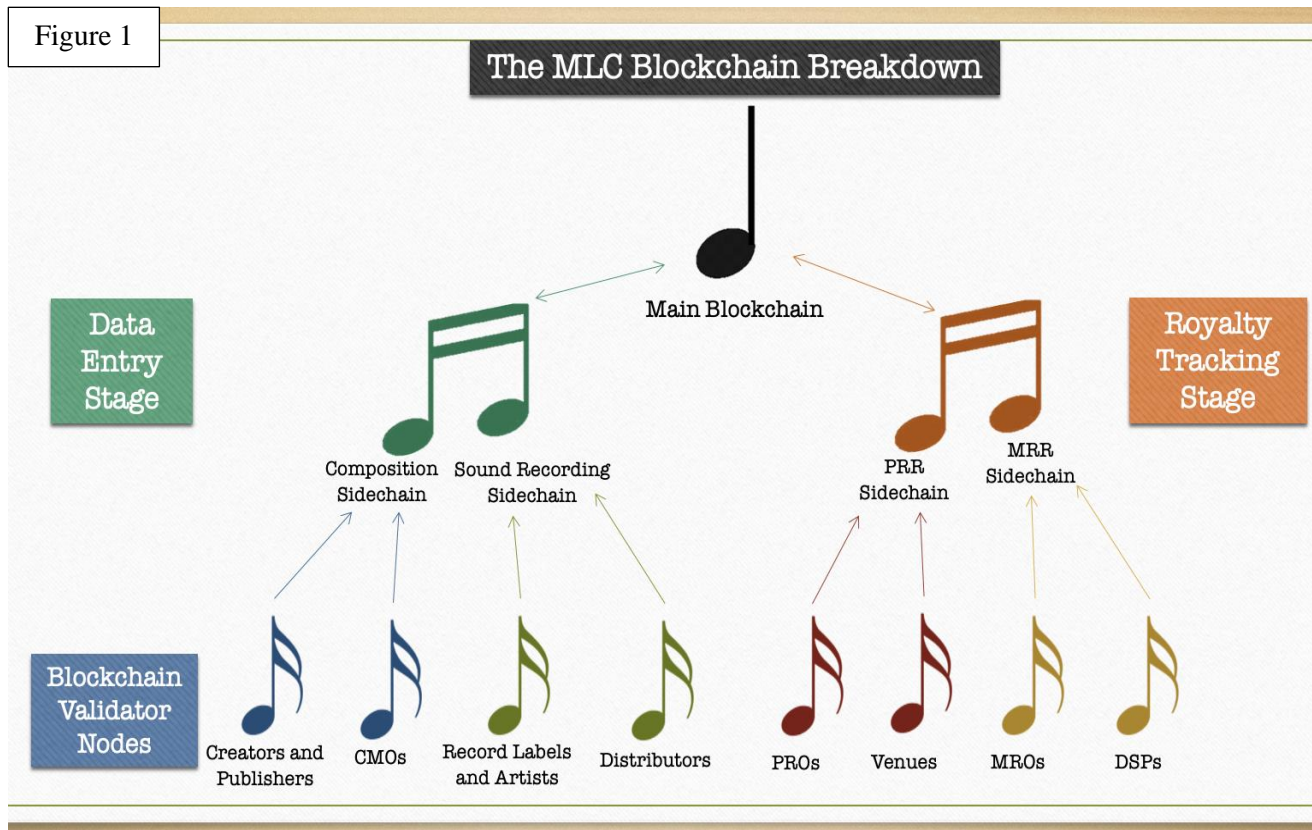 Figure 1
The MLC Blockchain Breakdown
Main Blockchain
Data
Entry
Stage
Royalty
Tracking
Stage
Composition
Sidechain
Sound Recording
Sidechain
PRR
Sidechain
MRR
Sidechain
Blockchain
Validator
Nodes
Creators and
Publishers
CMOs
Record Labels
and Artists
Distributors
PROs
Venues
MROs
DSPs